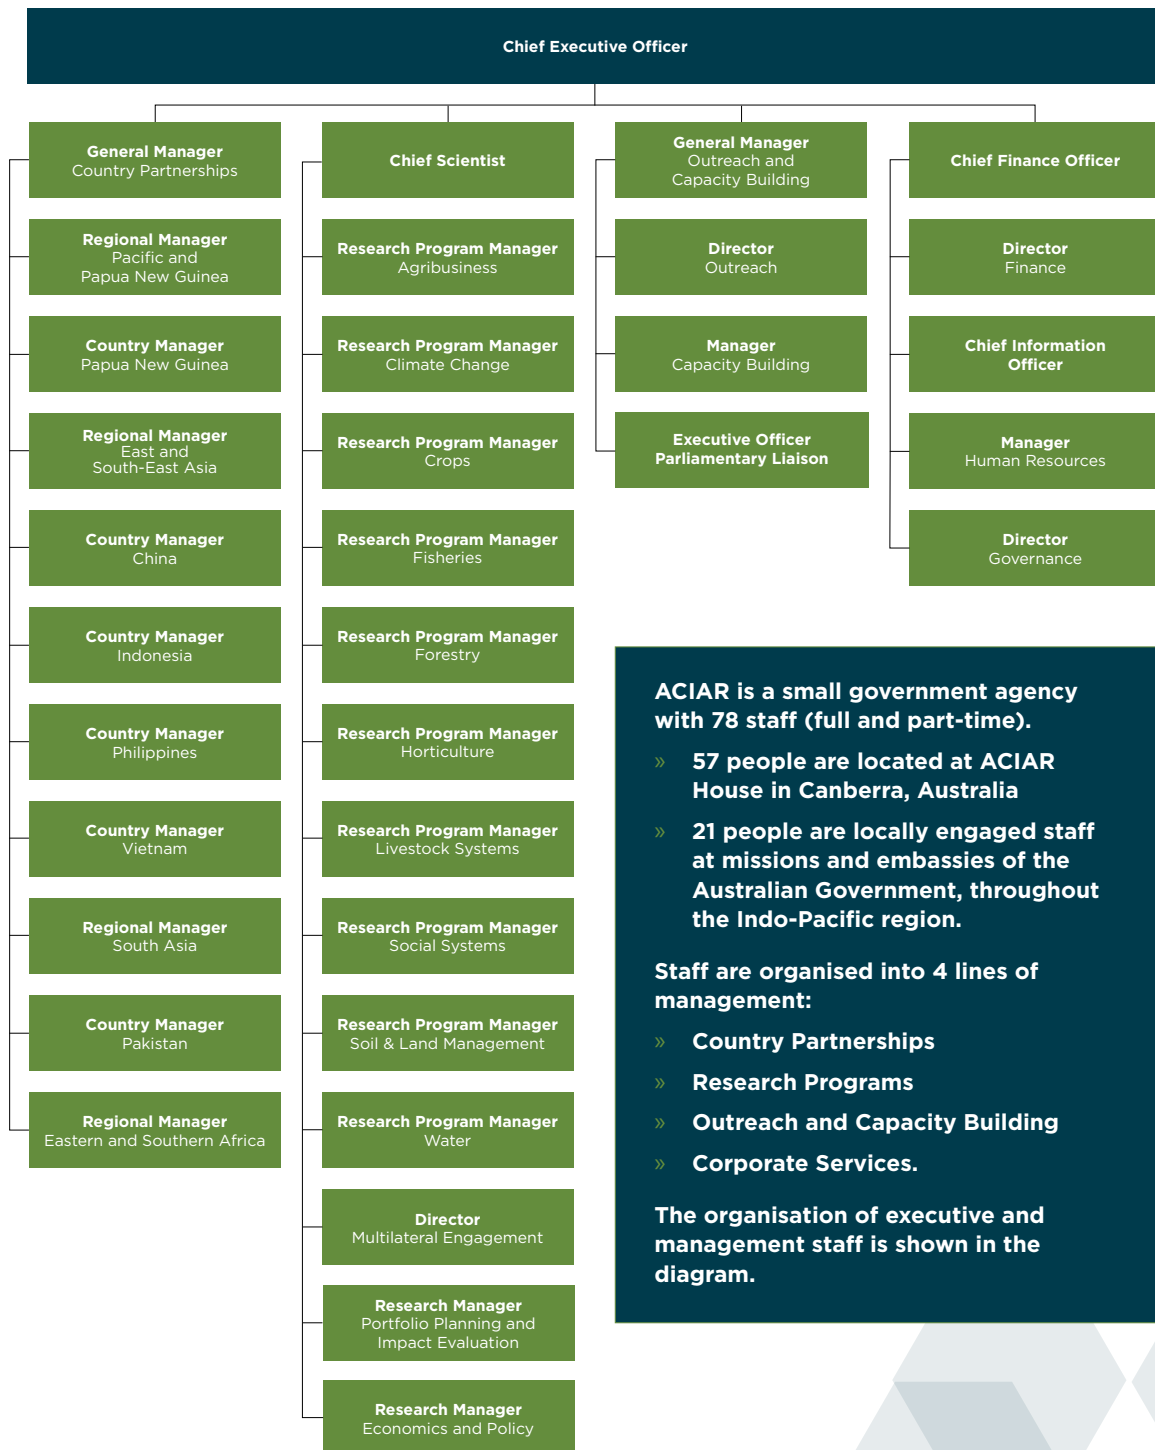 Chief Executive Officer
General Manager
Country Partnerships
Regional Manager
Pacific and
Papua New Guinea
Country Manager
Papua New Guinea
Regional Manager
East and
South-East Asia
Country Manager
China
Country Manager
Indonesia
Country Manager
Philippines
Country Manager
Vietnam
Regional Manager
South Asia
Country Manager
Pakistan
Regional Manager
Eastern and Southern Africa
Chief Scientist
Research Program Manager
Agribusiness
Research Program Manager
Climate Change
Research Program Manager
Crops
Research Program Manager
Fisheries
Research Program Manager
Forestry
Research Program Manager
Horticulture
Research Program Manager
Livestock Systems
Research Program Manager
Social Systems
Research Program Manager
Soil & Land Management
Research Program Manager
Water
Director
Multilateral Engagement
Research Manager
Portfolio Planning and
Impact Evaluation
Research Manager
Economics and Policy
General Manager
Outreach and
Capacity Building
Director
Outreach
Manager
Capacity Building
Executive Officer
Parliamentary Liaison
Chief Finance Officer
Director
Finance
Chief Information
Officer
Manager
Human Resources
Director
Governance
ACIAR is a small government agency
with 78 staff (full and part-time).
» 57 people are located at ACIAR
House in Canberra, Australia
» 21 people are locally engaged staff
at missions and embassies of the
Australian Government, throughout
the Indo-Pacific region.
Staff are organised into 4 lines of
management:
» Country Partnerships
» Research Programs
» Outreach and Capacity Building
» Corporate Services.
The organisation of executive and
management staff is shown in the
diagram.